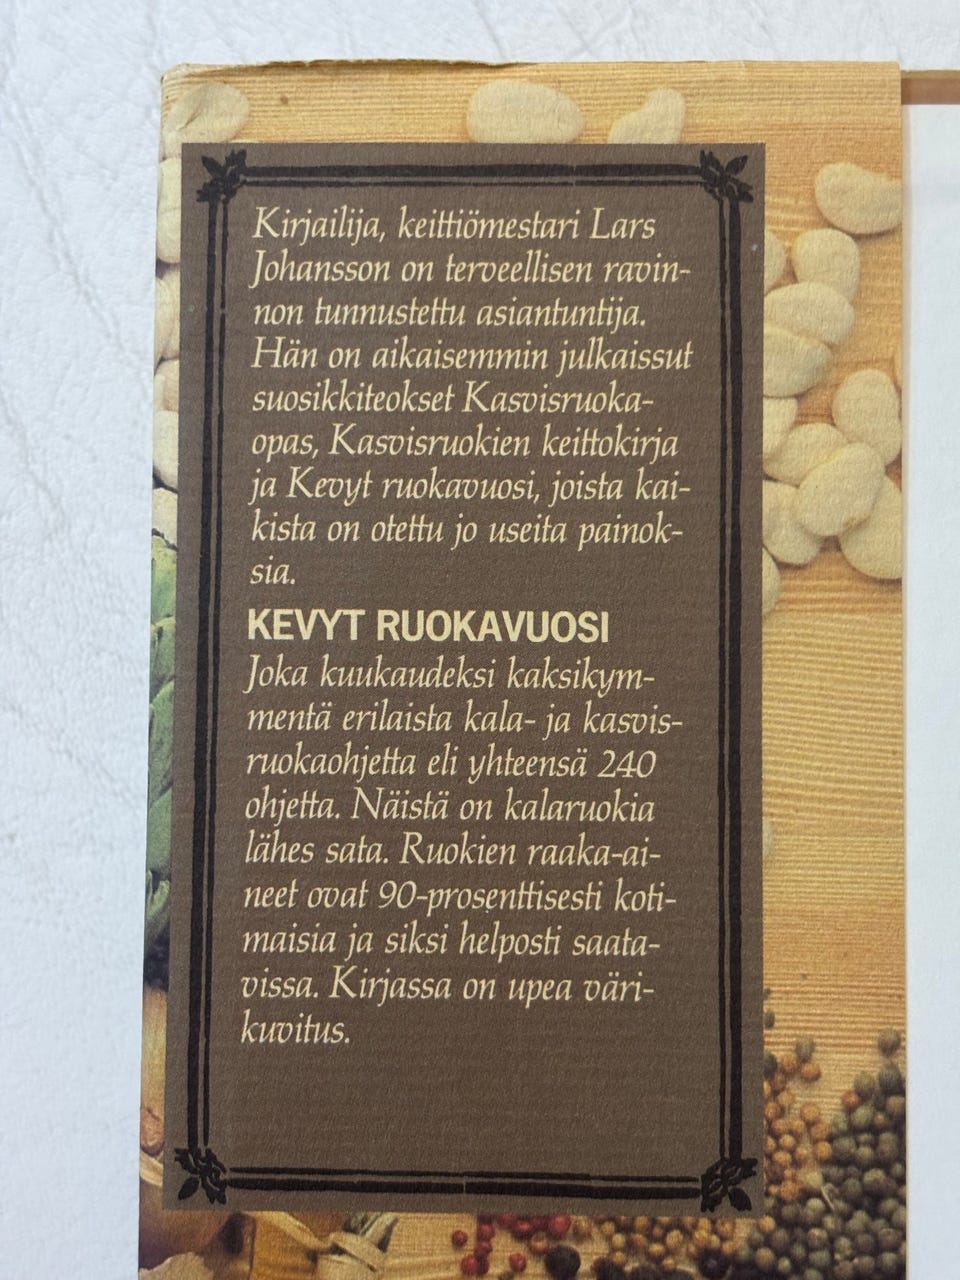 Kirjailija, keittiömestari Lars
Johansson on terveellisen ravin-
non tunnustettu asiantuntija.
Hän on aikaisemmin julkaissut
suosikkiteokset Kasvisruoka-
opas, Kasvisruokien keittokirja
ja Kevyt ruokavuosi, joista kai-
kista on otettu jo useita painok-
sia.
KEVYT RUOKAVUOSI
Joka kuukaudeksi kaksikym-
mentä erilaista kala- ja kasvis-
ruokaohjetta eli yhteensä 240
ohjetta. Näistä on kalaruokia
lähes sata. Ruokien raaka-ai-
neet ovat 90-prosenttisesti koti-
maisia ja siksi helposti saata-
vissa. Kirjassa on upea väri-
kuvitus.